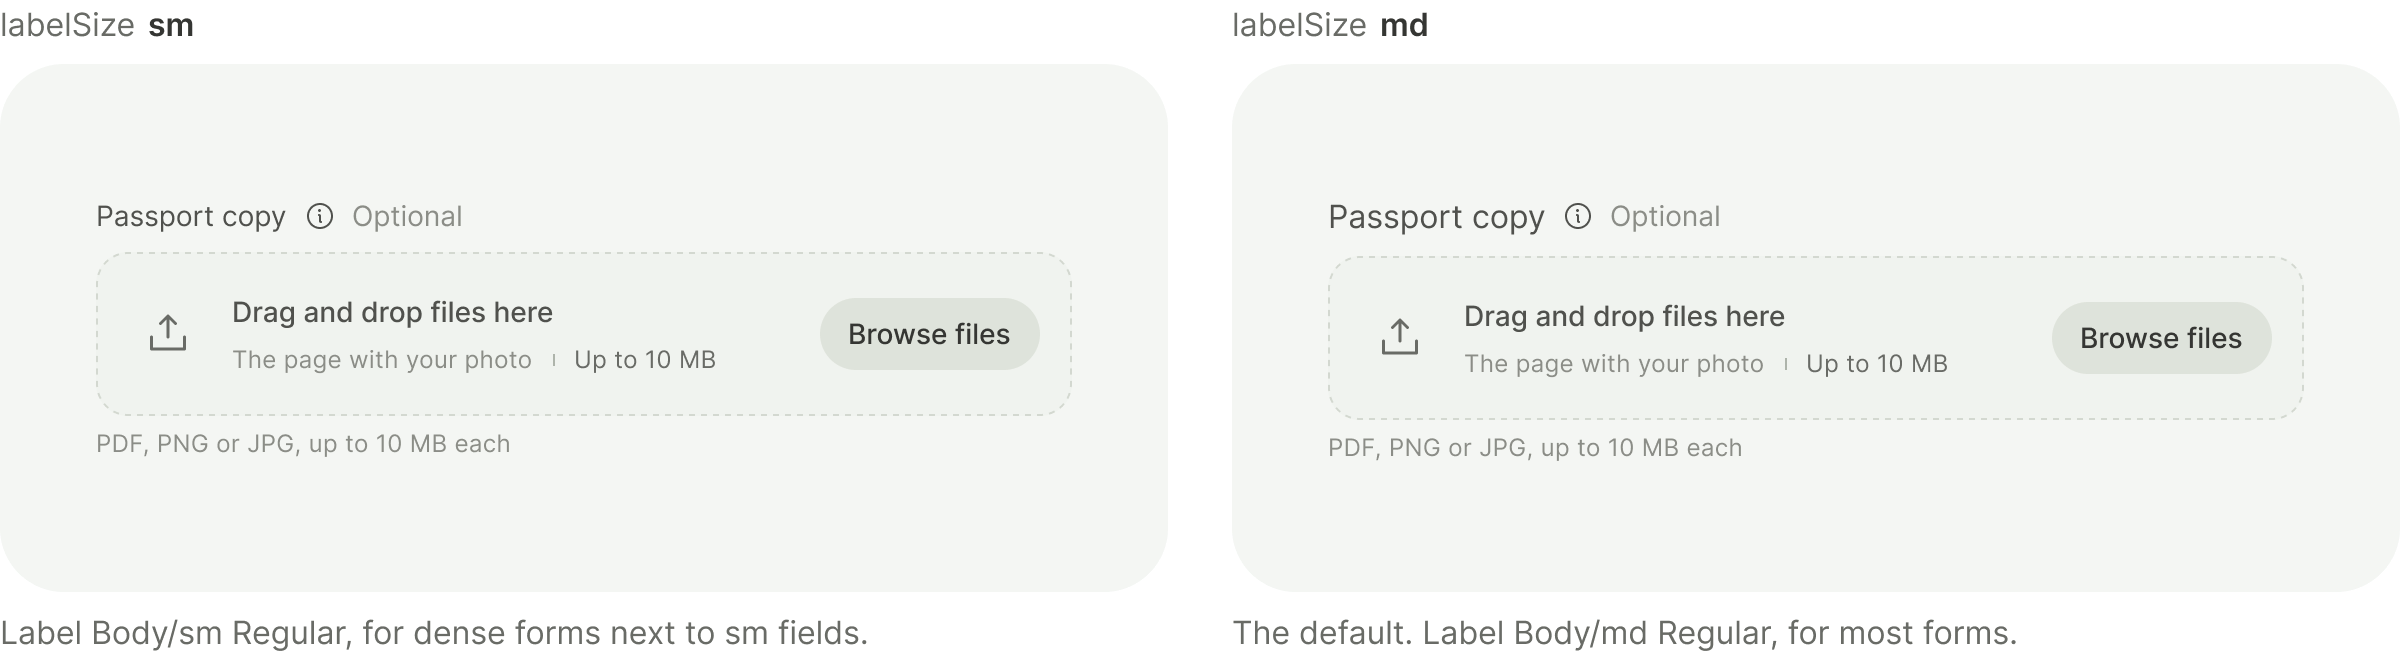 labelSize sm
Passport copy Optional
Drag and drop files here
The page with your photo Up to 10 MB
Browse files
PDF, PNG or JPG, up to 10 MB each
Label Body/sm Regular, for dense forms next to sm fields.
labelSize md
Passport copy Optional
Drag and drop files here
The page with your photo Up to 10 MB
Browse files
PDF, PNG or JPG, up to 10 MB each
The default. Label Body/md Regular, for most forms.